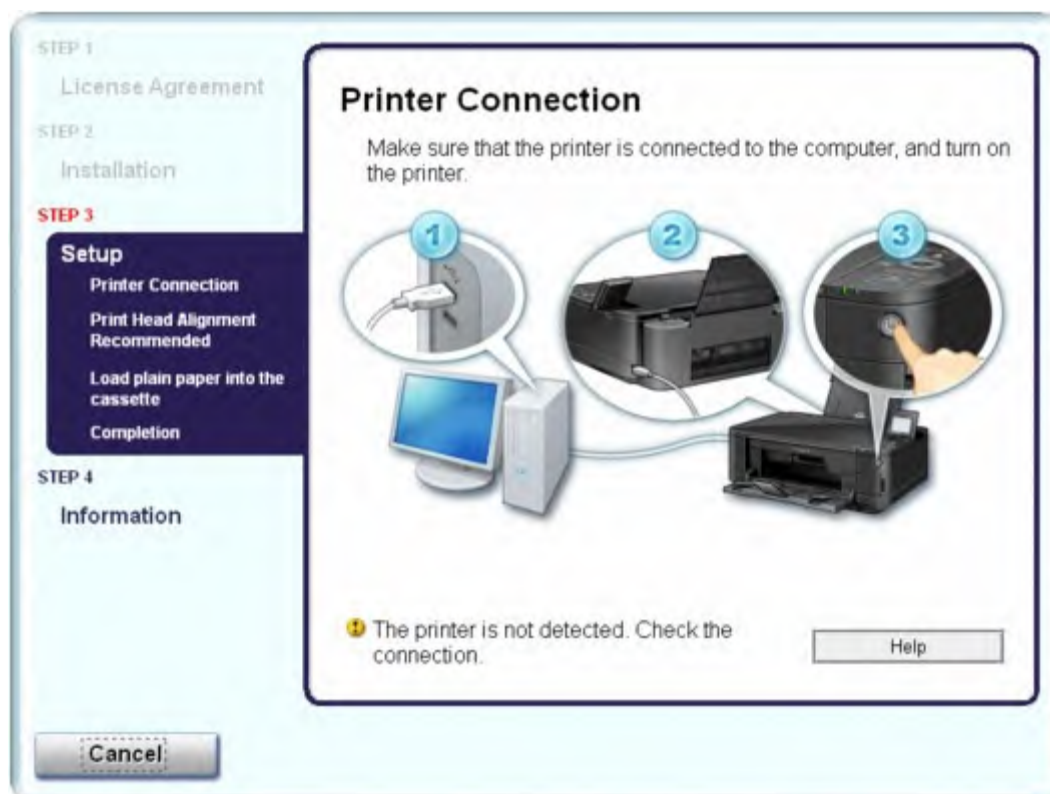 STEP 1
License Agreement
STEP 2
Installation
STEP 3
Setup
Printer Connection
Print Head Alignment
Recommended
Load plain paper into the
cassette
Completion
STEP 4
Information
Cancel
Printer Connection
Make sure that the printer is connected to the computer, and turn on
the printer.
1
2
3
The printer is not detected. Check the
connection.
Help